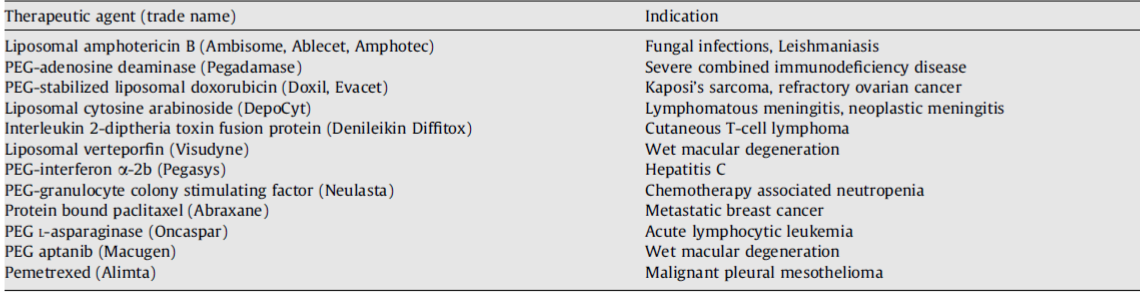 Therapeutic agent (trade name) Indication
Liposomal amphotericin B (Ambisome, Ablecet, Amphotec) Fungal infections, Leishmaniasis
PEG-adenosine deaminase (Pegadamase) Severe combined immunodeficiency disease
PEG-stabilized liposomal doxorubicin (Doxil, Evacet) Kaposi's sarcoma, refractory ovarian cancer
Liposomal cytosine arabinoside (DepoCyt) Lymphomatous meningitis, neoplastic meningitis
Interleukin 2-diptheria toxin fusion protein (Denileikin Diffitox) Cutaneous T-cell lymphoma
Liposomal verteporfin (Visudyne) Wet macular degeneration
PEG-interferon α-2b (Pegasys) Hepatitis C
PEG-granulocyte colony stimulating factor (Neulasta) Chemotherapy associated neutropenia
Protein bound paclitaxel (Abraxane) Metastatic breast cancer
PEG L-asparaginase (Oncaspar) Acute lymphocytic leukemia
PEG aptanib (Macugen) Wet macular degeneration
Pemetrexed (Alimta) Malignant pleural mesothelioma